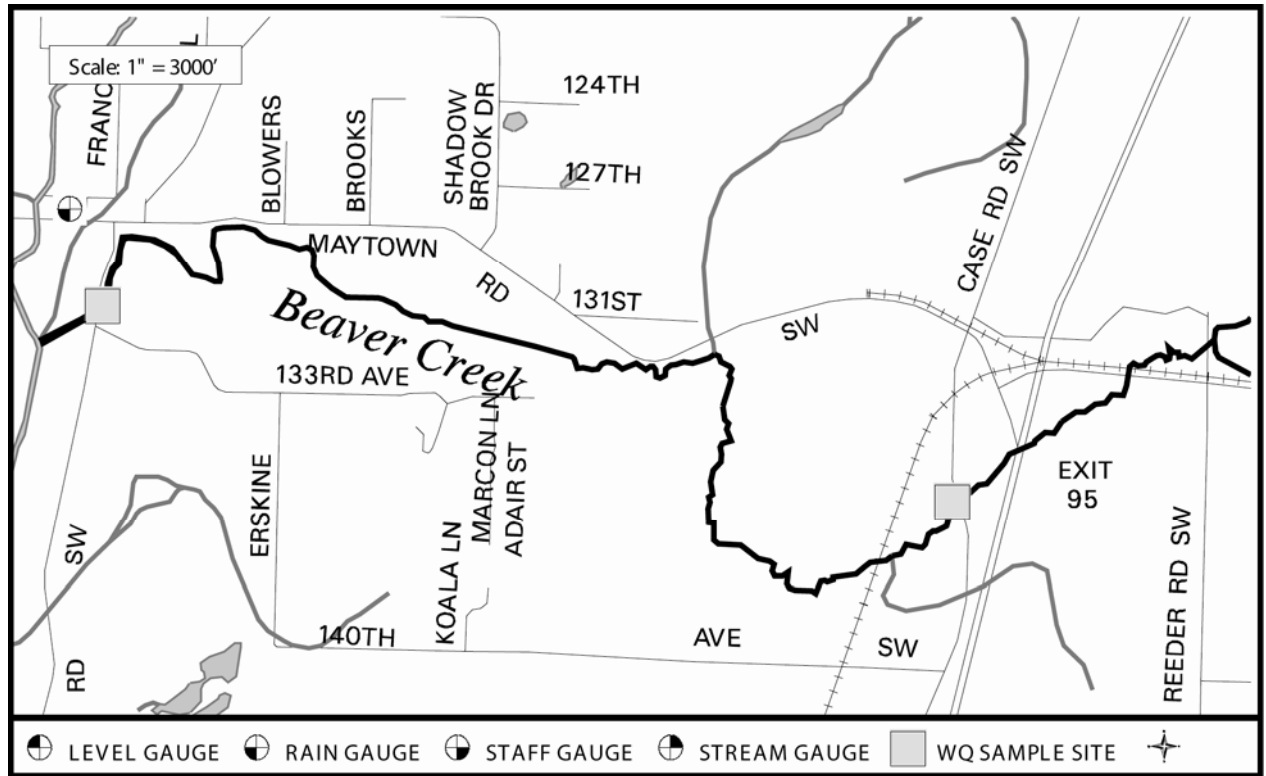 L
Scale: 1" = 3000'
FRANC
124TH
BLOWERS
BROOKS
SHADOW
BROOK DR
127TH
CASE RD SW
MAYTOWN
RD
131ST
SW
Beaver Creek
133RD AVE
MARCON LN
ADAIR ST
ERSKINE
KOALA LN
EXIT
95
SW
RD
REEDER RD SW
140TH
AVE
SW
LEVEL GAUGE
RAIN GAUGE
STAFF GAUGE
STREAM GAUGE
WQ SAMPLE SITE